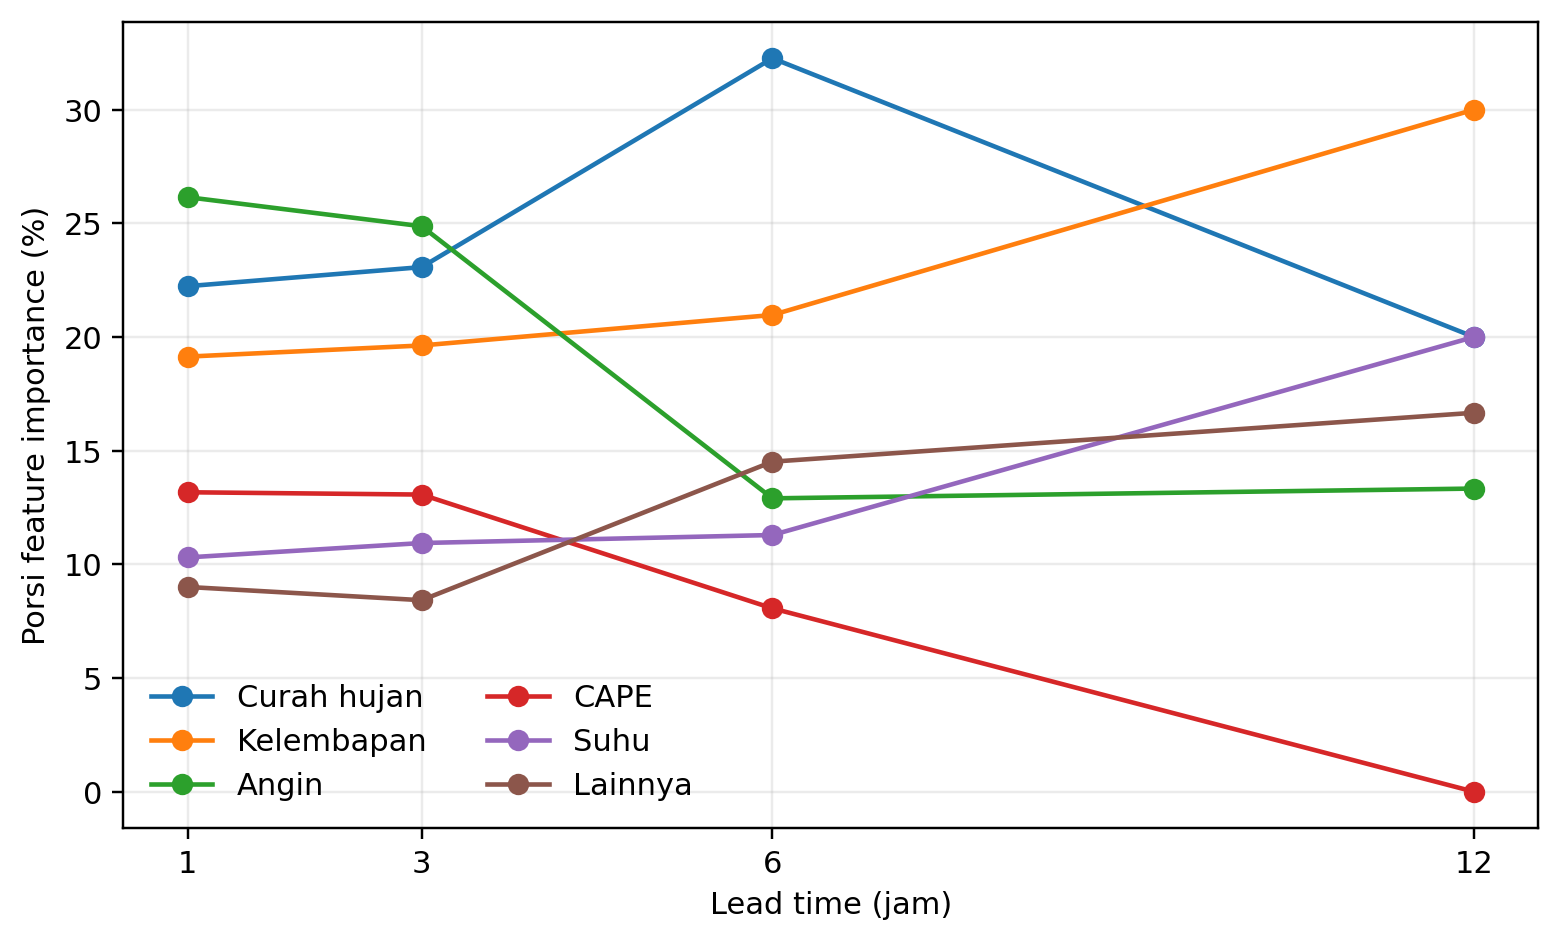 Porsi feature importance (%)
30
25
20
15
10
5
0
Curah hujan
Kelembapan
Angin
CAPE
Suhu
Lainnya
1 3 6 12
Lead time (jam)